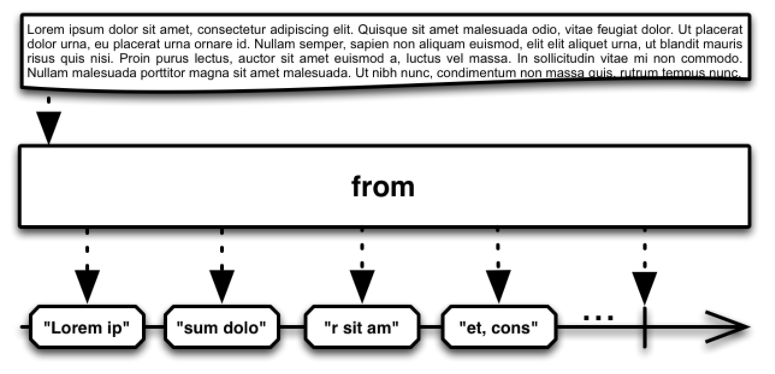 Lorem ipsum dolor sit amet, consectetur adipiscing elit. Quisque sit amet malesuada odio, vitae feugiat dolor. Ut placerat
dolor urna, eu placerat urna ornare id. Nullam semper, sapien non aliquam euismod, elit elit aliquet urna, ut blandit mauris
risus quis nisi. Proin purus lectus, auctor sit amet euismod a, luctus vel massa. In sollicitudin vitae mi non commodo.
Nullam malesuada porttitor magna sit amet malesuada. Ut nibh nunc, condimentum non massa quis, rutrum tempus nunc.
from
"Lorem ip" "sum dolo" "r sit am" "et, cons" ...